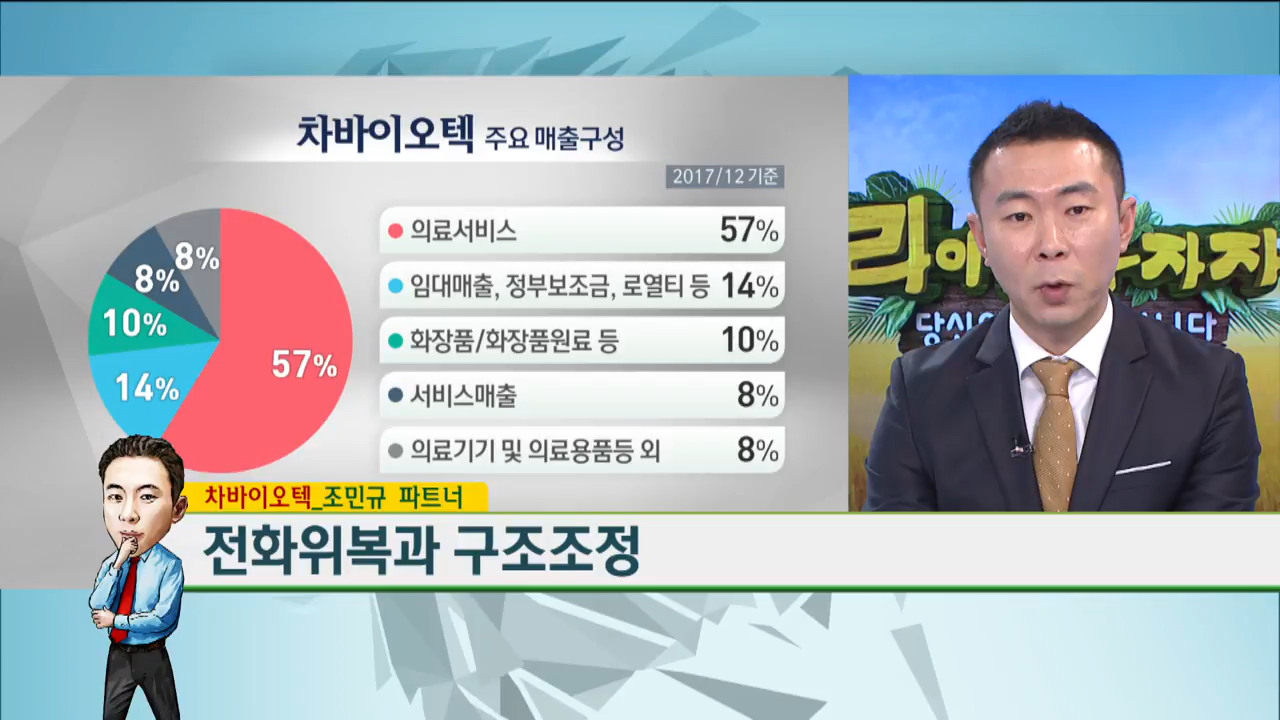 차바이오텍 주요 매출구성
2017/12 기준
57%
14%
10%
8%
8%
의료서비스 57%
임대매출, 정부보조금, 로열티 등 14%
화장품/화장품원료 등 10%
서비스매출 8%
의료기기 및 의료용품등 외 8%
차바이오텍_조민규 파트너
전화위복과 구조조정